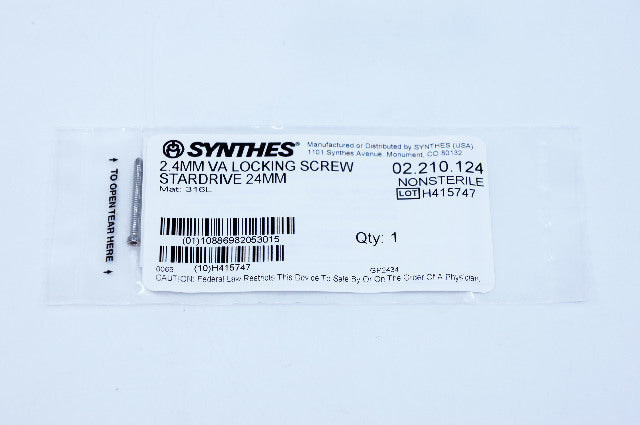 SYNTHES®
Manufactured or Distributed by SYNTHES (USA)
1101 Synthes Avenue, Monument, CO 80132
2.4MM VA LOCKING SCREW
STARDRIVE 24MM
Mat: 316L
02.210.124
NONSTERILE
LOT H415747
(01)10886982053015
Qty: 1
(10)H415747
GP2434
CAUTION: Federal Law Restricts This Device To Sale By Or On The Order Of A Physician.
TO OPEN TEAR HERE